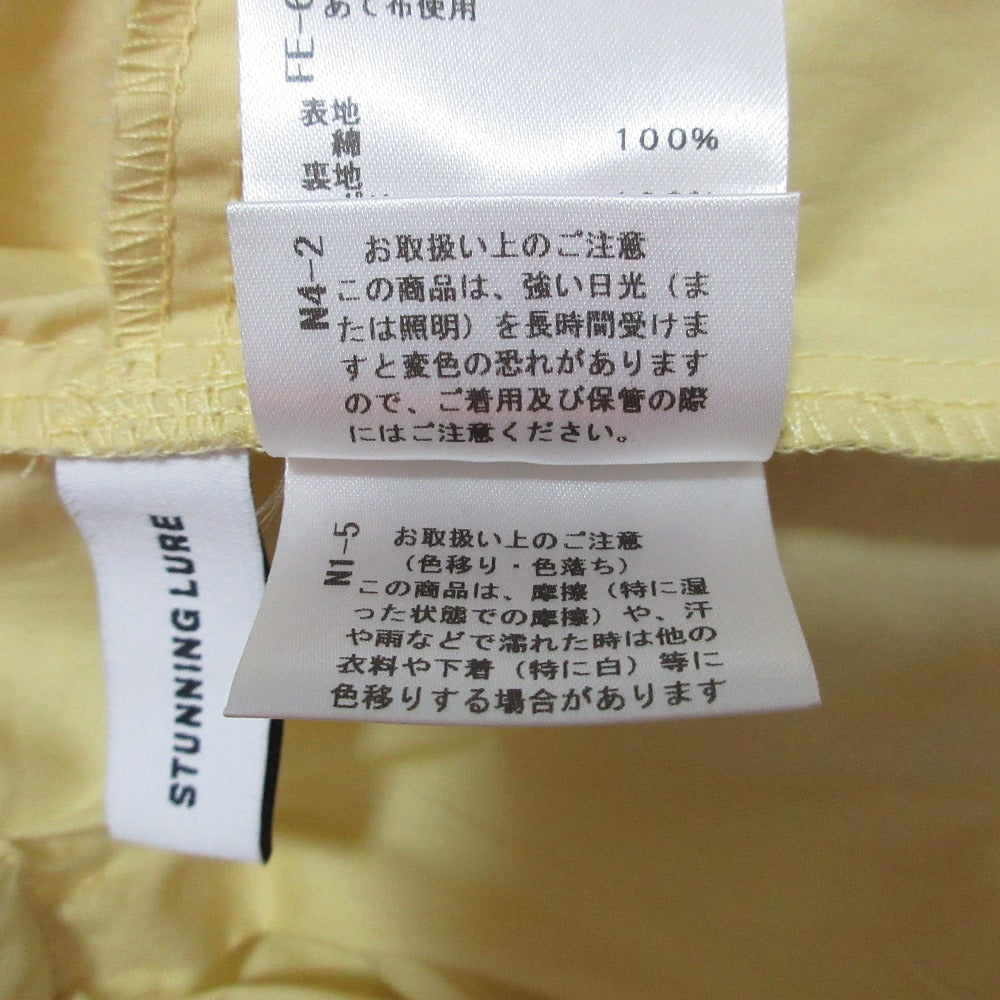 あて布使用
表地
綿 100%
裏地
N4-2
お取扱い上のご注意
この商品は、強い日光（ま
たは照明）を長時間受けま
すと変色の恐れがあります
ので、ご着用及び保管の際
にはご注意ください。
N1-5
お取扱い上のご注意
（色移り・色落ち）
この商品は、摩擦（特に湿
った状態での摩擦）や、汗
や雨などで濡れた時は他の
衣料や下着（特に白）等に
色移りする場合があります
STUNNING LURE